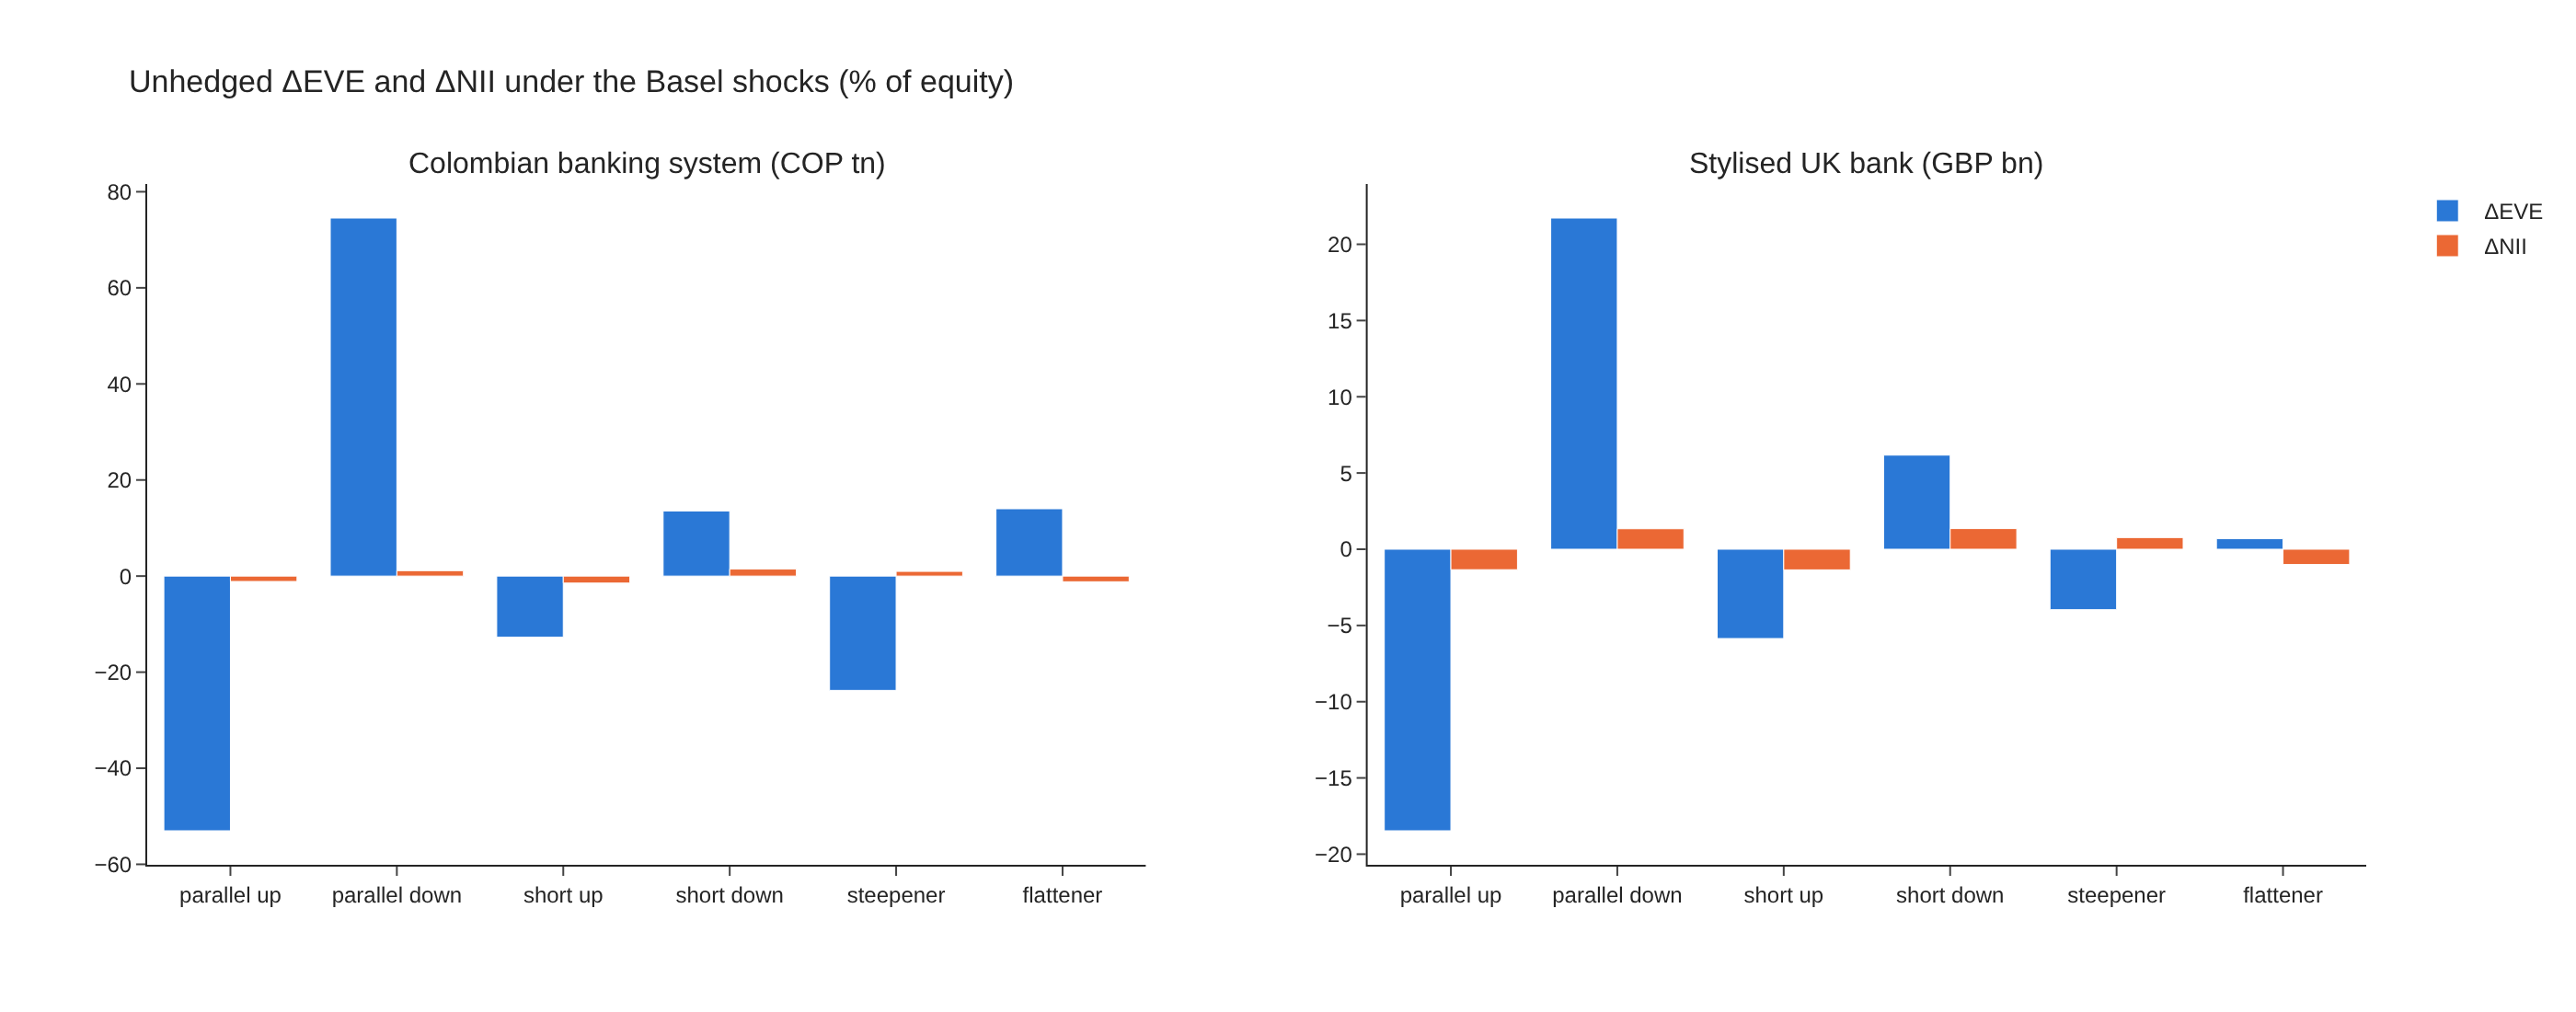 Unhedged ΔEVE and ΔNII under the Basel shocks (% of equity)
Colombian banking system (COP tn)
80
60
40
20
0
−20
−40
−60
parallel up
parallel down
short up
short down
steepener
flattener
Stylised UK bank (GBP bn)
20
15
10
5
0
−5
−10
−15
−20
parallel up
parallel down
short up
short down
steepener
flattener
ΔEVE
ΔNII